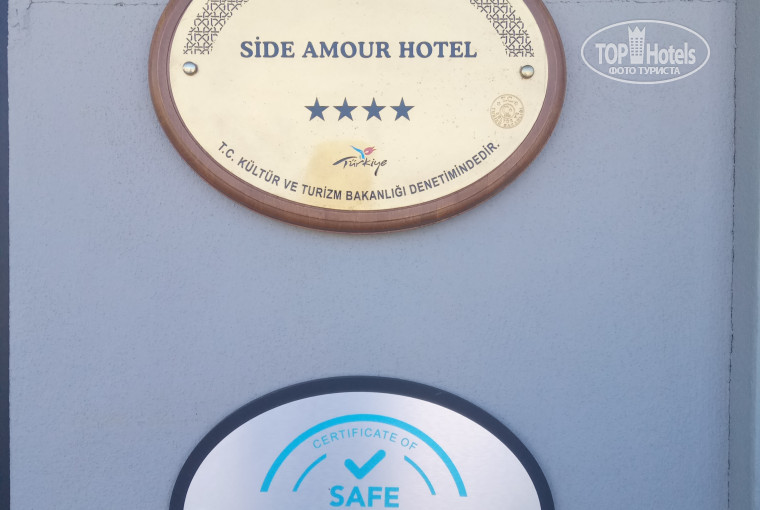 SİDE AMOUR HOTEL
★★★★
Türkiye
T.C. KÜLTÜR VE TURİZM BAKANLIĞI DENETİMİNDEDİR.
TOP Hotels
ФОТО ТУРИСТА
CERTIFICATE OF
SAFE